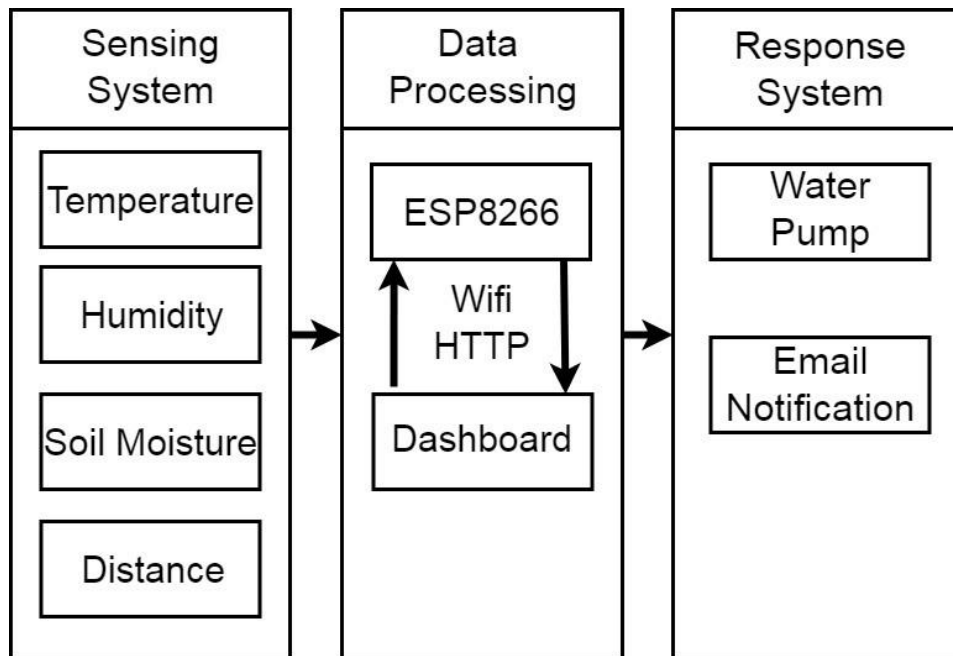 Sensing
System
Temperature
Humidity
Soil Moisture
Distance
Data
Processing
ESP8266
Wifi
HTTP
Dashboard
Response
System
Water
Pump
Email
Notification